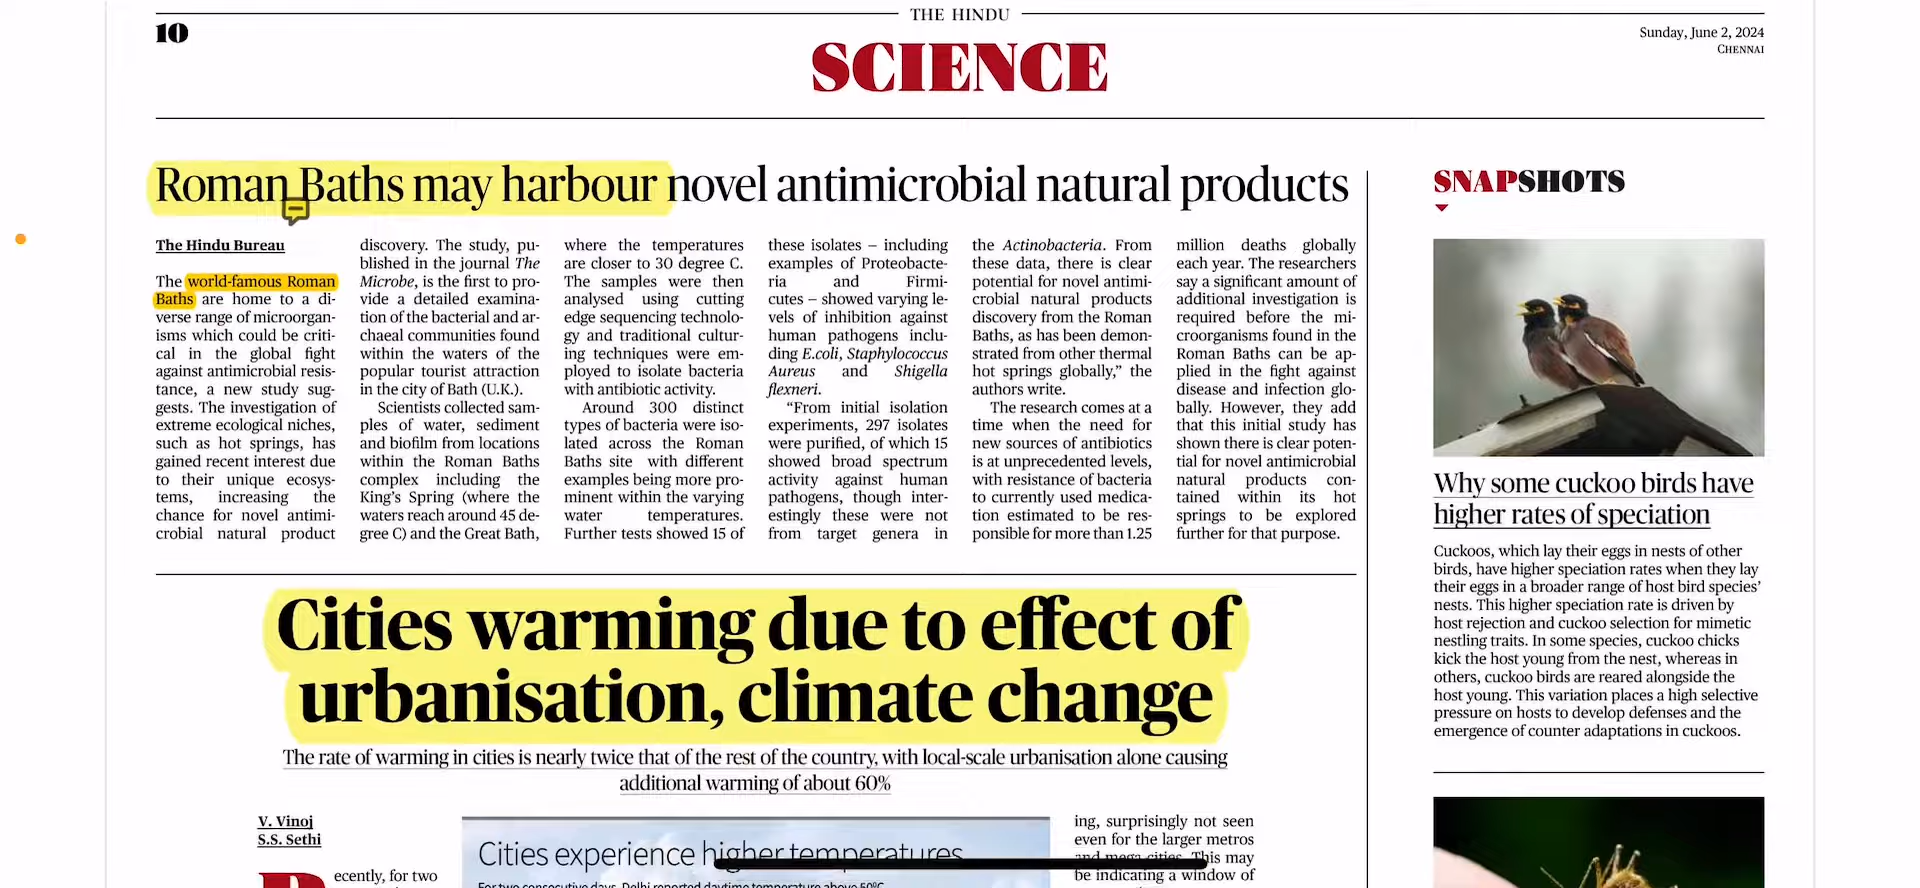 THE HINDU
10
SCIENCE
Sunday, June 2, 2024
CHENNAI
Roman Baths may harbour novel antimicrobial natural products
The Hindu Bureau
The world-famous Roman
Baths are home to a di-
verse range of microorgan-
isms which could be criti-
cal in the global fight
against antimicrobial resis-
tance, a new study sug-
gests. The investigation of
extreme ecological niches,
such as hot springs, has
gained recent interest due
to their unique ecosys-
tems, increasing the
chance for novel antimi-
crobial natural product
discovery. The study, pu-
blished in the journal The
Microbe, is the first to pro-
vide a detailed examina-
tion of the bacterial and ar-
chaeal communities found
within the waters of the
popular tourist attraction
in the city of Bath (U.K.).
Scientists collected sam-
ples of water, sediment
and biofilm from locations
within the Roman Baths
complex including the
King's Spring (where the
waters reach around 45 de-
gree C) and the Great Bath,
where the temperatures
are closer to 30 degree C.
The samples were then
analysed using cutting
edge sequencing technolo-
gy and traditional cultur-
ing techniques were em-
ployed to isolate bacteria
with antibiotic activity.
Around 300 distinct
types of bacteria were iso-
lated across the Roman
Baths site with different
examples being more pro-
minent within the varying
water temperatures.
Further tests showed 15 of
these isolates – including
examples of Proteobacte-
ria and Firmi-
cutes – showed varying le-
vels of inhibition against
human pathogens inclu-
ding E.coli, Staphylococcus
Aureus and Shigella
flexneri.
“From initial isolation
experiments, 297 isolates
were purified, of which 15
showed broad spectrum
activity against human
pathogens, though inter-
estingly these were not
from target genera in
the Actinobacteria. From
these data, there is clear
potential for novel antimi-
crobial natural products
discovery from the Roman
Baths, as has been demon-
strated from other thermal
hot springs globally,” the
authors write.
The research comes at a
time when the need for
new sources of antibiotics
is at unprecedented levels,
with resistance of bacteria
to currently used medica-
tion estimated to be res-
ponsible for more than 1.25
million deaths globally
each year. The researchers
say a significant amount of
additional investigation is
required before the mi-
croorganisms found in the
Roman Baths can be ap-
plied in the fight against
disease and infection glo-
bally. However, they add
that this initial study has
shown there is clear poten-
tial for novel antimicrobial
natural products con-
tained within its hot
springs to be explored
further for that purpose.
SNAPSHOTS
Why some cuckoo birds have
higher rates of speciation
Cuckoos, which lay their eggs in nests of other
birds, have higher speciation rates when they lay
their eggs in a broader range of host bird species’
nests. This higher speciation rate is driven by
host rejection and cuckoo selection for mimetic
nestling traits. In some species, cuckoo chicks
kick the host young from the nest, whereas in
others, cuckoo birds are reared alongside the
host young. This variation places a high selective
pressure on hosts to develop defenses and the
emergence of counter adaptations in cuckoos.
Cities warming due to effect of
urbanisation, climate change
The rate of warming in cities is nearly twice that of the rest of the country, with local-scale urbanisation alone causing
additional warming of about 60%
V. Vinoj
S.S. Sethi
ecently, for two
Cities experience higher temperatures
For two consecutive days, Delhi reported daytime temperature above 50°C
ing, surprisingly not seen
even for the larger metros
and mega cities. This may
be indicating a window of